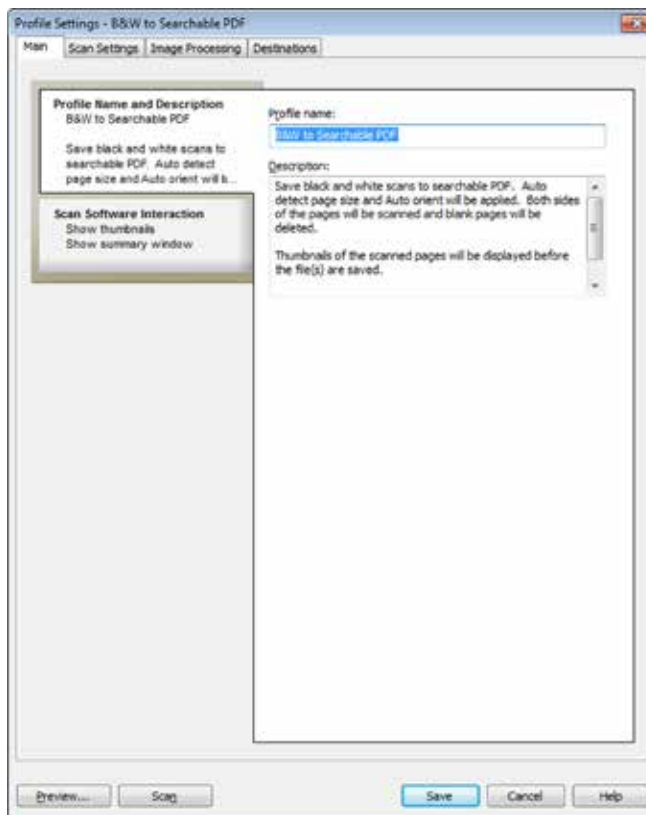 Profile Settings - B&W to Searchable PDF
Main Scan Settings Image Processing Destinations
Profile Name and Description
B&W to Searchable PDF
Save black and white scans to
searchable PDF. Auto detect
page size and Auto orient will b...
Scan Software Interaction
Show thumbnails
Show summary window
Profile name:
B&W to Searchable PDF
Description:
Save black and white scans to searchable PDF. Auto
detect page size and Auto orient will be applied. Both sides
of the pages will be scanned and blank pages will be
deleted.
Thumbnails of the scanned pages will be displayed before
the file(s) are saved.
Preview... Scan Save Cancel Help